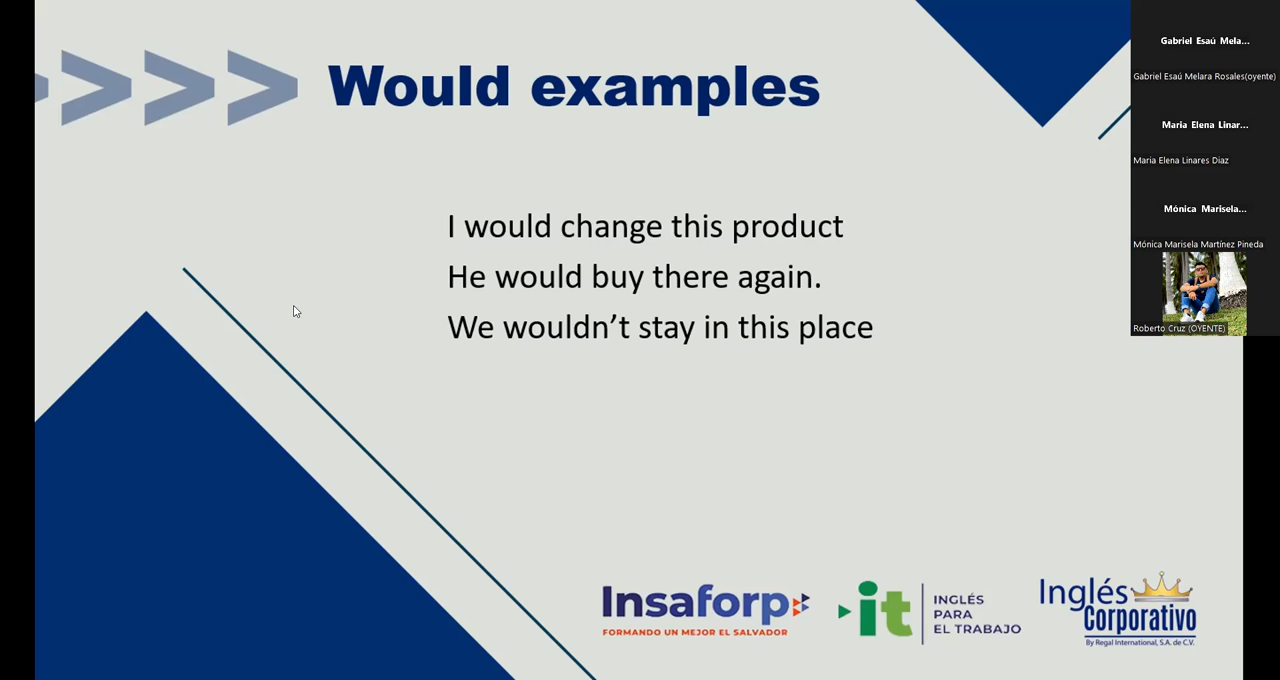 Would examples
I would change this product
He would buy there again.
We wouldn't stay in this place
Insaforp
FORMANDO UN MEJOR EL SALVADOR
it
INGLÉS
PARA
EL TRABAJO
Inglés
Corporativo
By Regal International, S.A. de C.V.
Gabriel Esaú Mela...
Gabriel Esaú Melara Rosales(oyente)
Maria Elena Linar...
Maria Elena Linares Diaz
Mónica Marisela...
Mónica Marisela Martínez Pineda
Roberto Cruz (OYENTE)